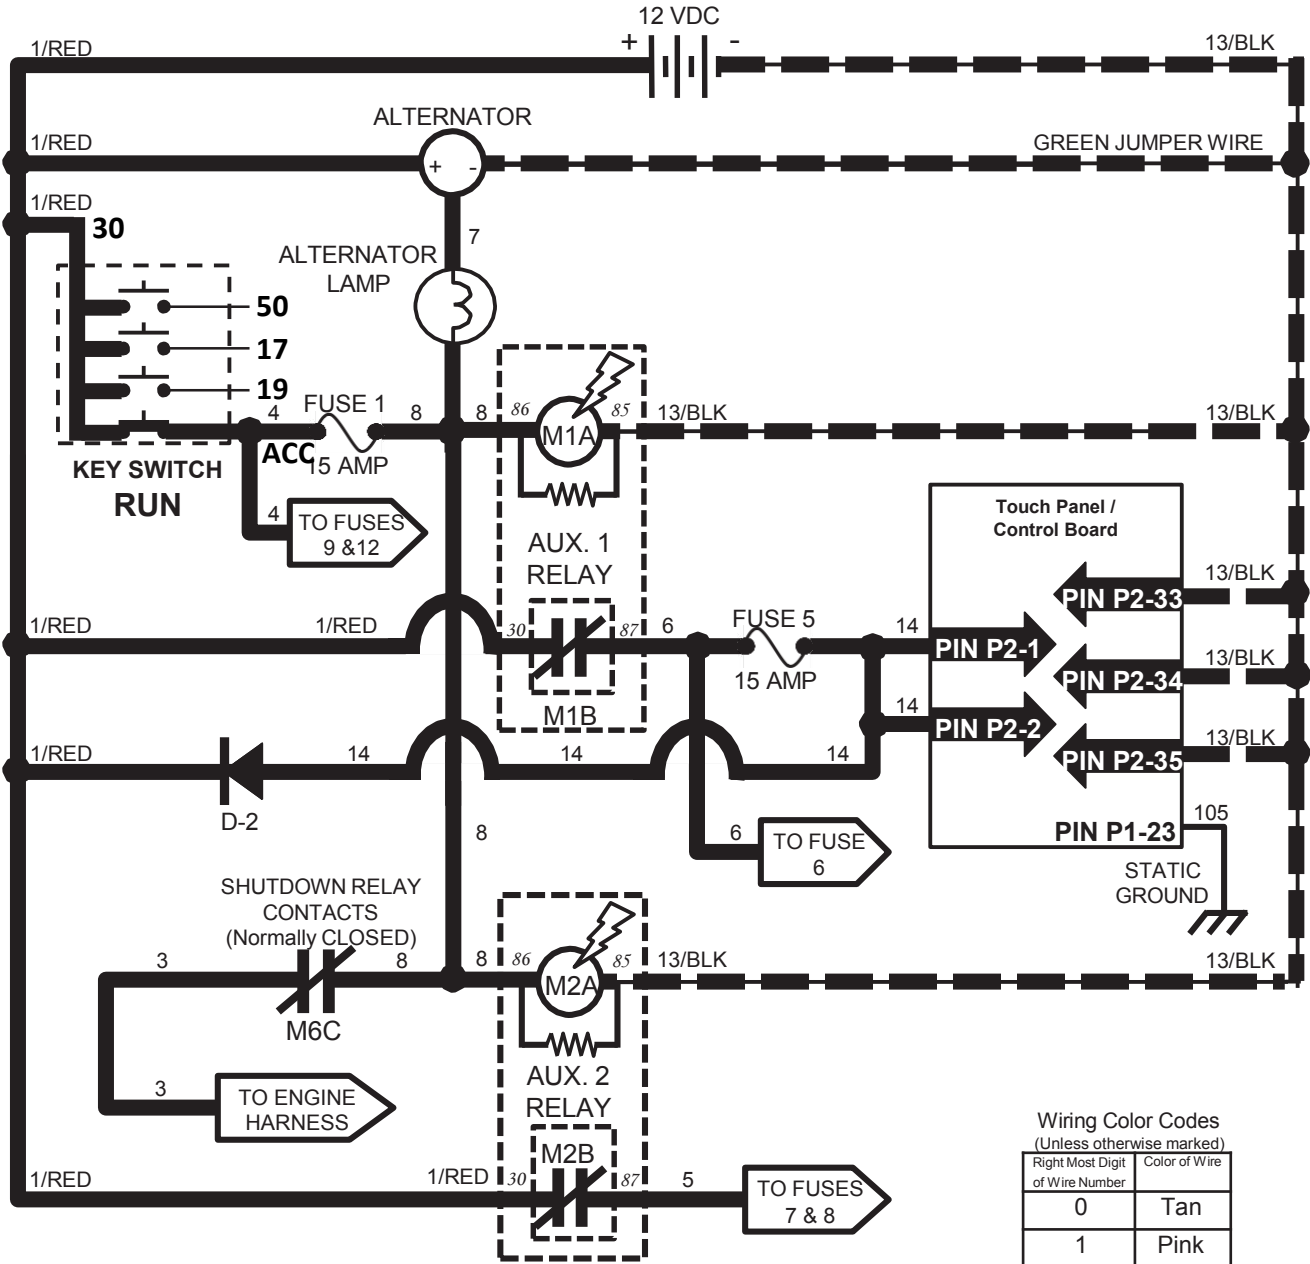 12 VDC
+
-
1/RED
13/BLK
ALTERNATOR
1/RED
+
-
GREEN JUMPER WIRE
1/RED
30
7
ALTERNATOR
LAMP
50
17
19
4
FUSE 1
8
8
86
85
13/BLK
13/BLK
M1A
ACC
15 AMP
KEY SWITCH
RUN
4
TO FUSES
9 &12
AUX. 1
RELAY
Touch Panel /
Control Board
13/BLK
PIN P2-33
1/RED
1/RED
30
87
6
FUSE 5
14
PIN P2-1
15 AMP
13/BLK
PIN P2-34
M1B
14
PIN P2-2
1/RED
14
14
14
13/BLK
PIN P2-35
D-2
8
6
TO FUSE
6
PIN P1-23
105
STATIC
GROUND
SHUTDOWN RELAY
CONTACTS
(Normally CLOSED)
3
8
8
86
85
13/BLK
13/BLK
M2A
M6C
3
TO ENGINE
HARNESS
AUX. 2
RELAY
M2B
1/RED
1/RED
30
87
5
TO FUSES
7 & 8
Wiring Color Codes
(Unless otherwise marked)
Right Most Digit
of Wire Number
Color of Wire
0
Tan
1
Pink